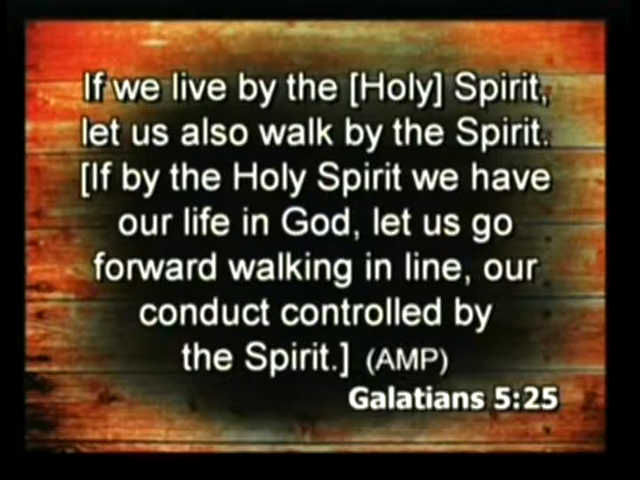 If we live by the [Holy] Spirit,
let us also walk by the Spirit.
[If by the Holy Spirit we have
our life in God, let us go
forward walking in line, our
conduct controlled by
the Spirit.] (AMP)
Galatians 5:25